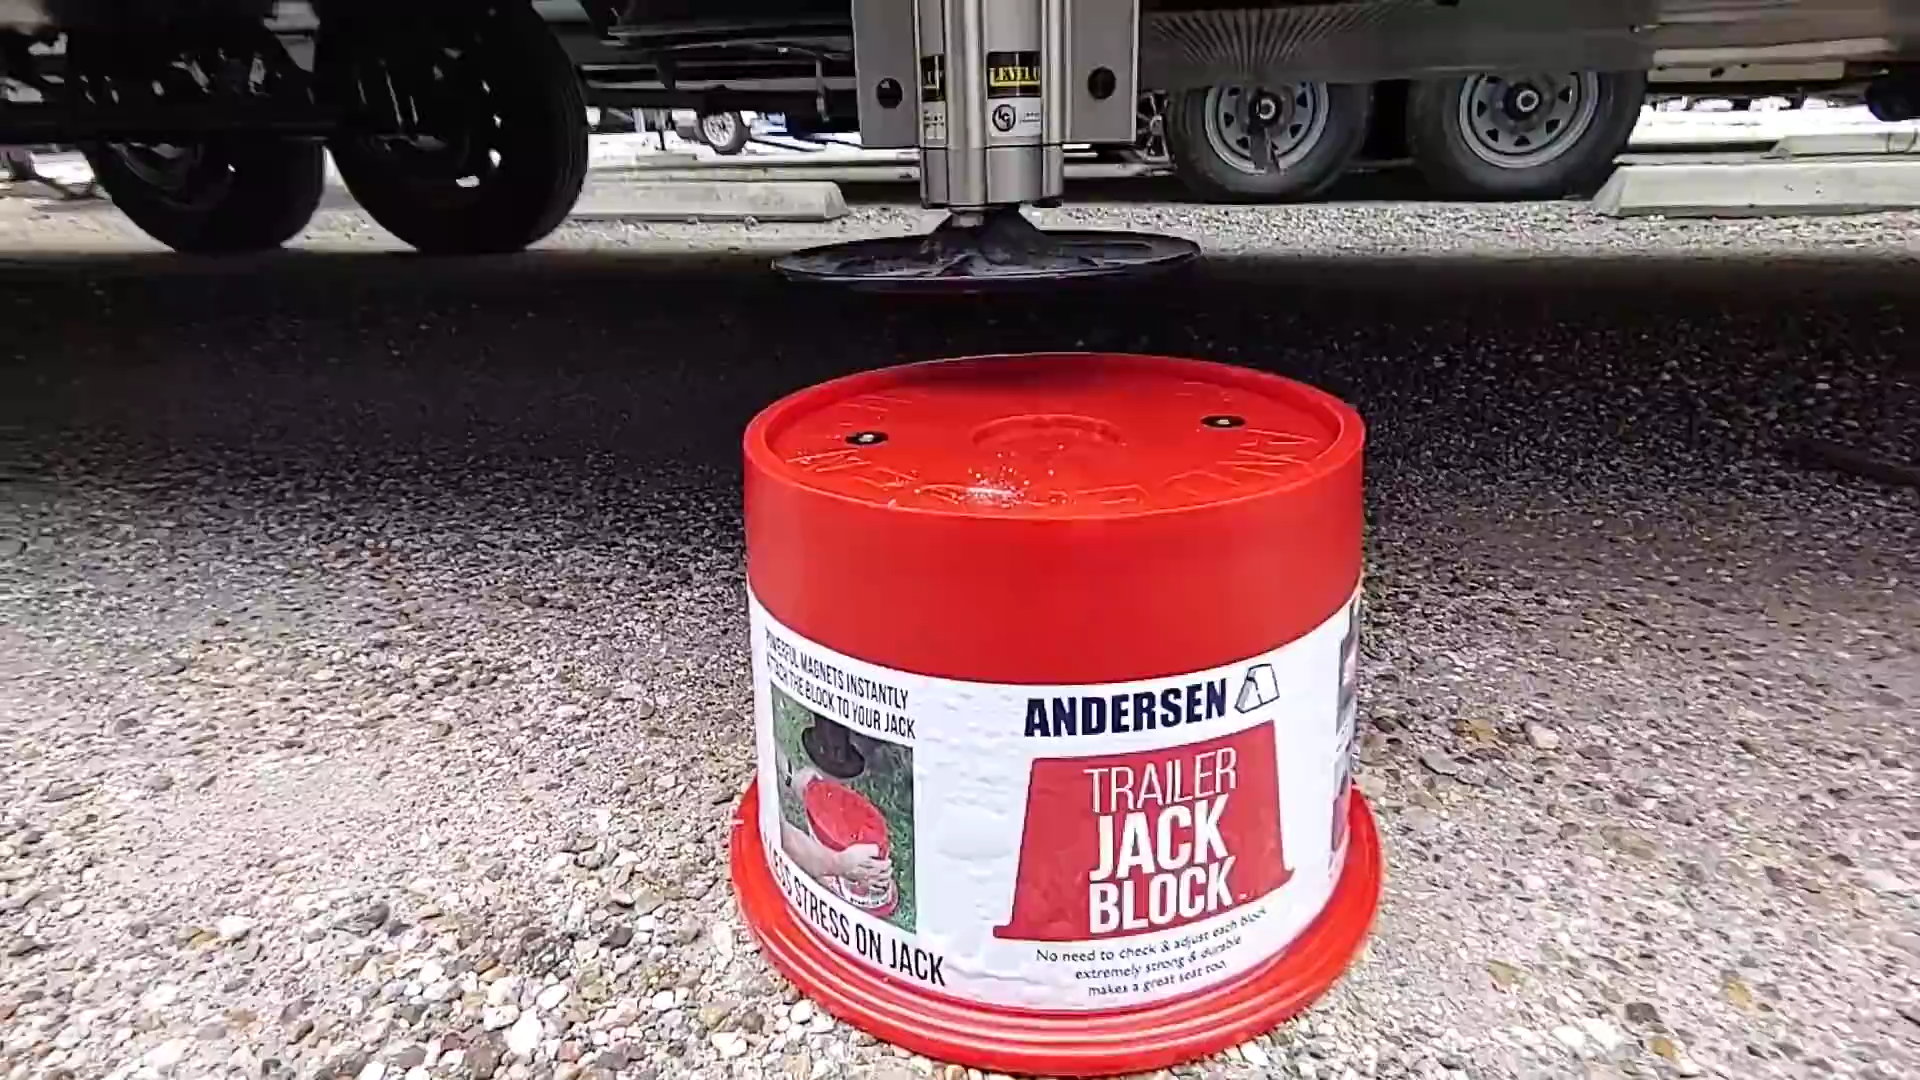 LEVELU
POWERFUL MAGNETS INSTANTLY
ATTACH THE BLOCK TO YOUR JACK
ANDERSEN
TRAILER
JACK
BLOCK
LESS STRESS ON JACK
No need to check & adjust each block
extremely strong & durable
makes a great seat too.